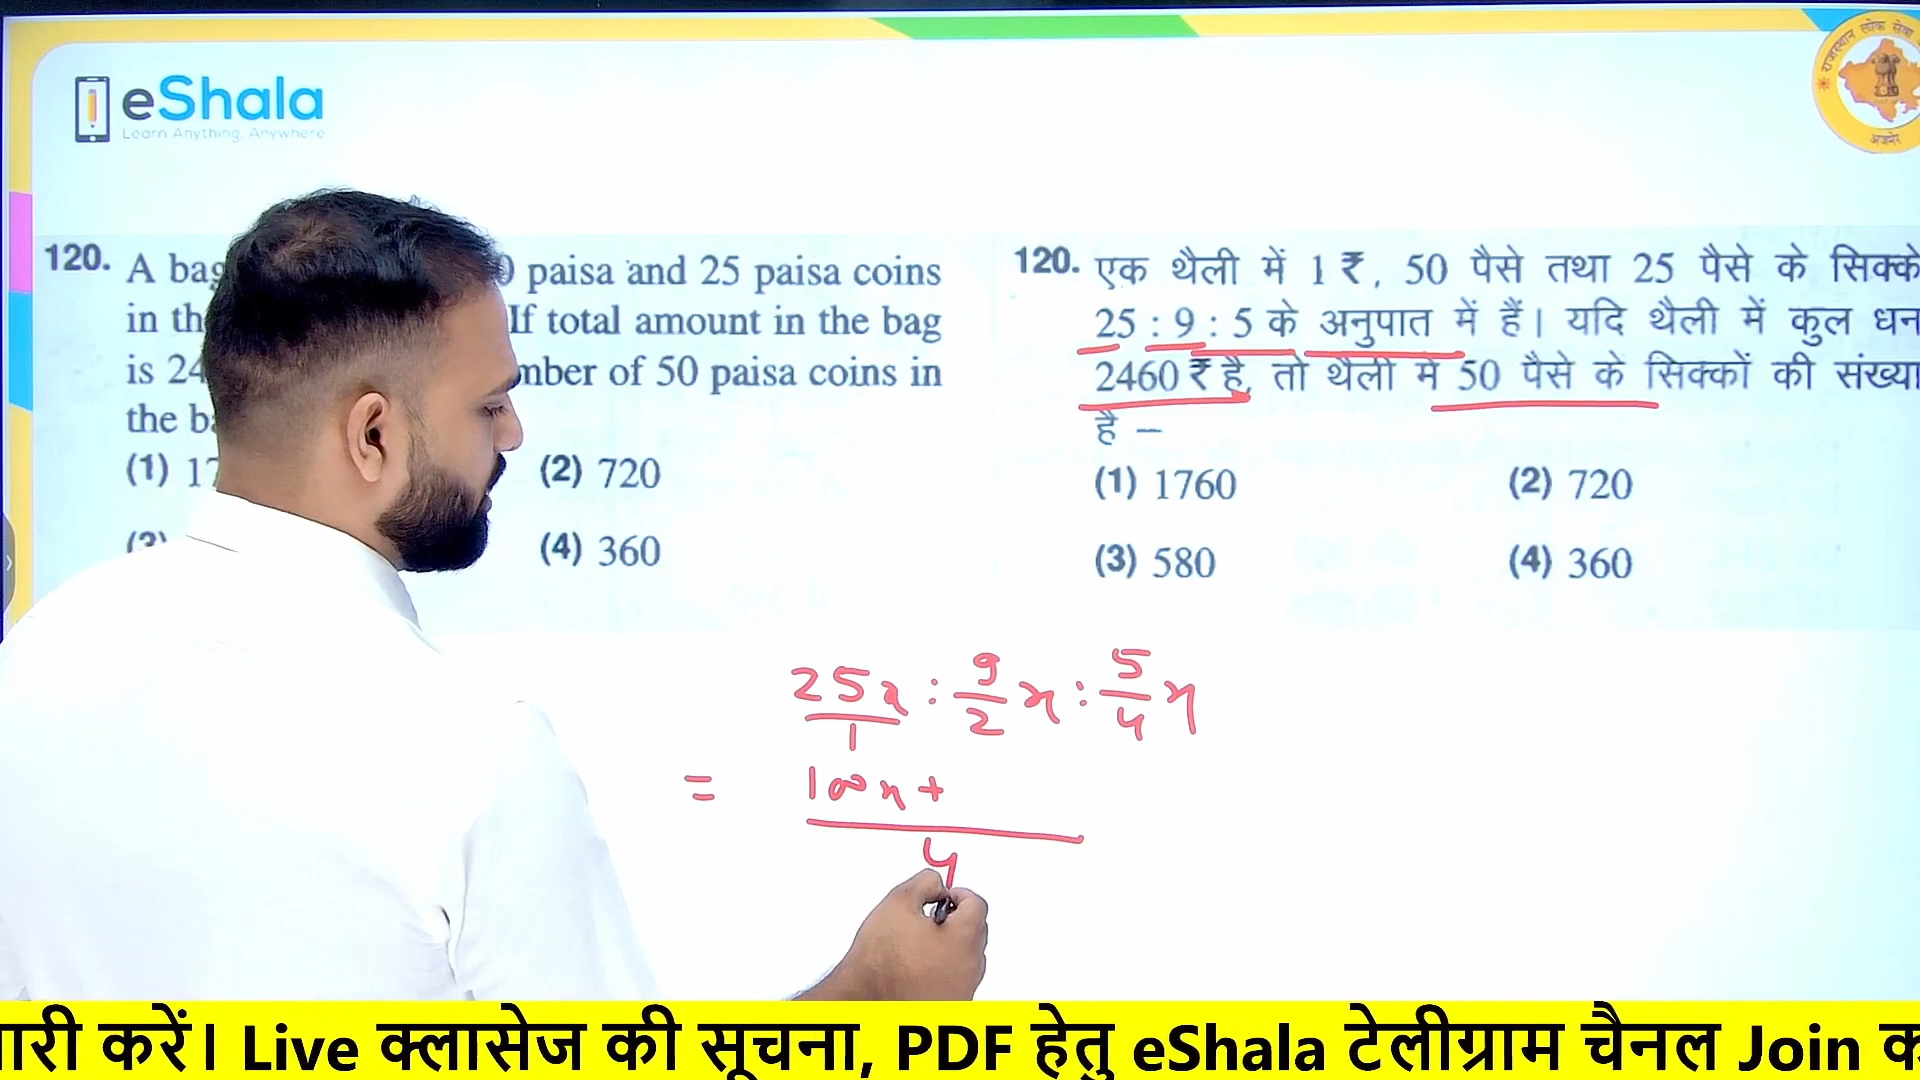 eShala
Learn Anything, Anywhere
राजस्थान लोक सेवा
अजमेर
120. A bag paisa and 25 paisa coins
in th If total amount in the bag
is 24 mber of 50 paisa coins in
the b
(1) 17 (2) 720
(3) (4) 360
120. एक थैली में 1 ₹, 50 पैसे तथा 25 पैसे के सिक्के
25 : 9 : 5 के अनुपात में हैं। यदि थैली में कुल धन
2460 ₹ है, तो थैली में 50 पैसे के सिक्कों की संख्या
है –
(1) 1760 (2) 720
(3) 580 (4) 360
25x/1 : 9/2 x : 5/4 x
= 100x + / 4
ारी करें। Live क्लासेज की सूचना, PDF हेतु eShala टेलीग्राम चैनल Join क